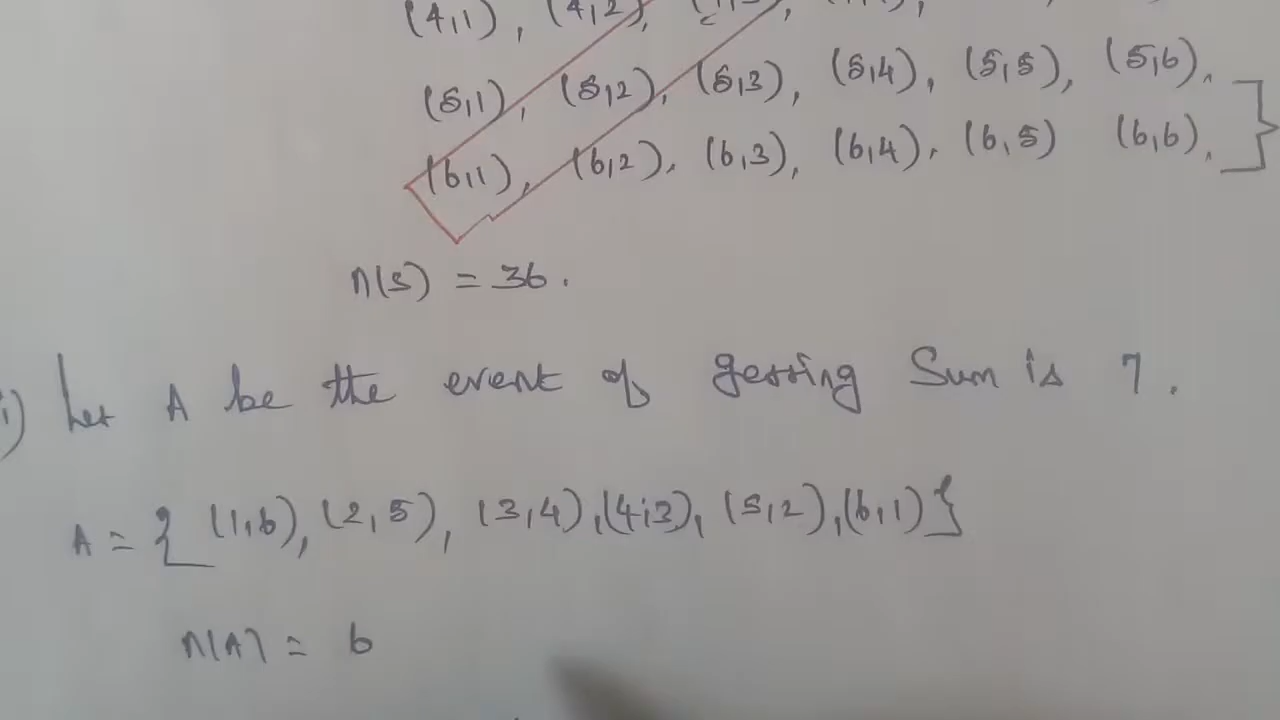 (4,1), (4,2),
(5,1), (5,2), (5,3), (5,4), (5,5), (5,6),
(6,1), (6,2), (6,3), (6,4), (6,5) (6,6), }
n(S) = 36.
i) Let A be the event of getting Sum is 7.
A = { (1,6), (2,5), (3,4), (4,3), (5,2), (6,1) }
n(A) = 6